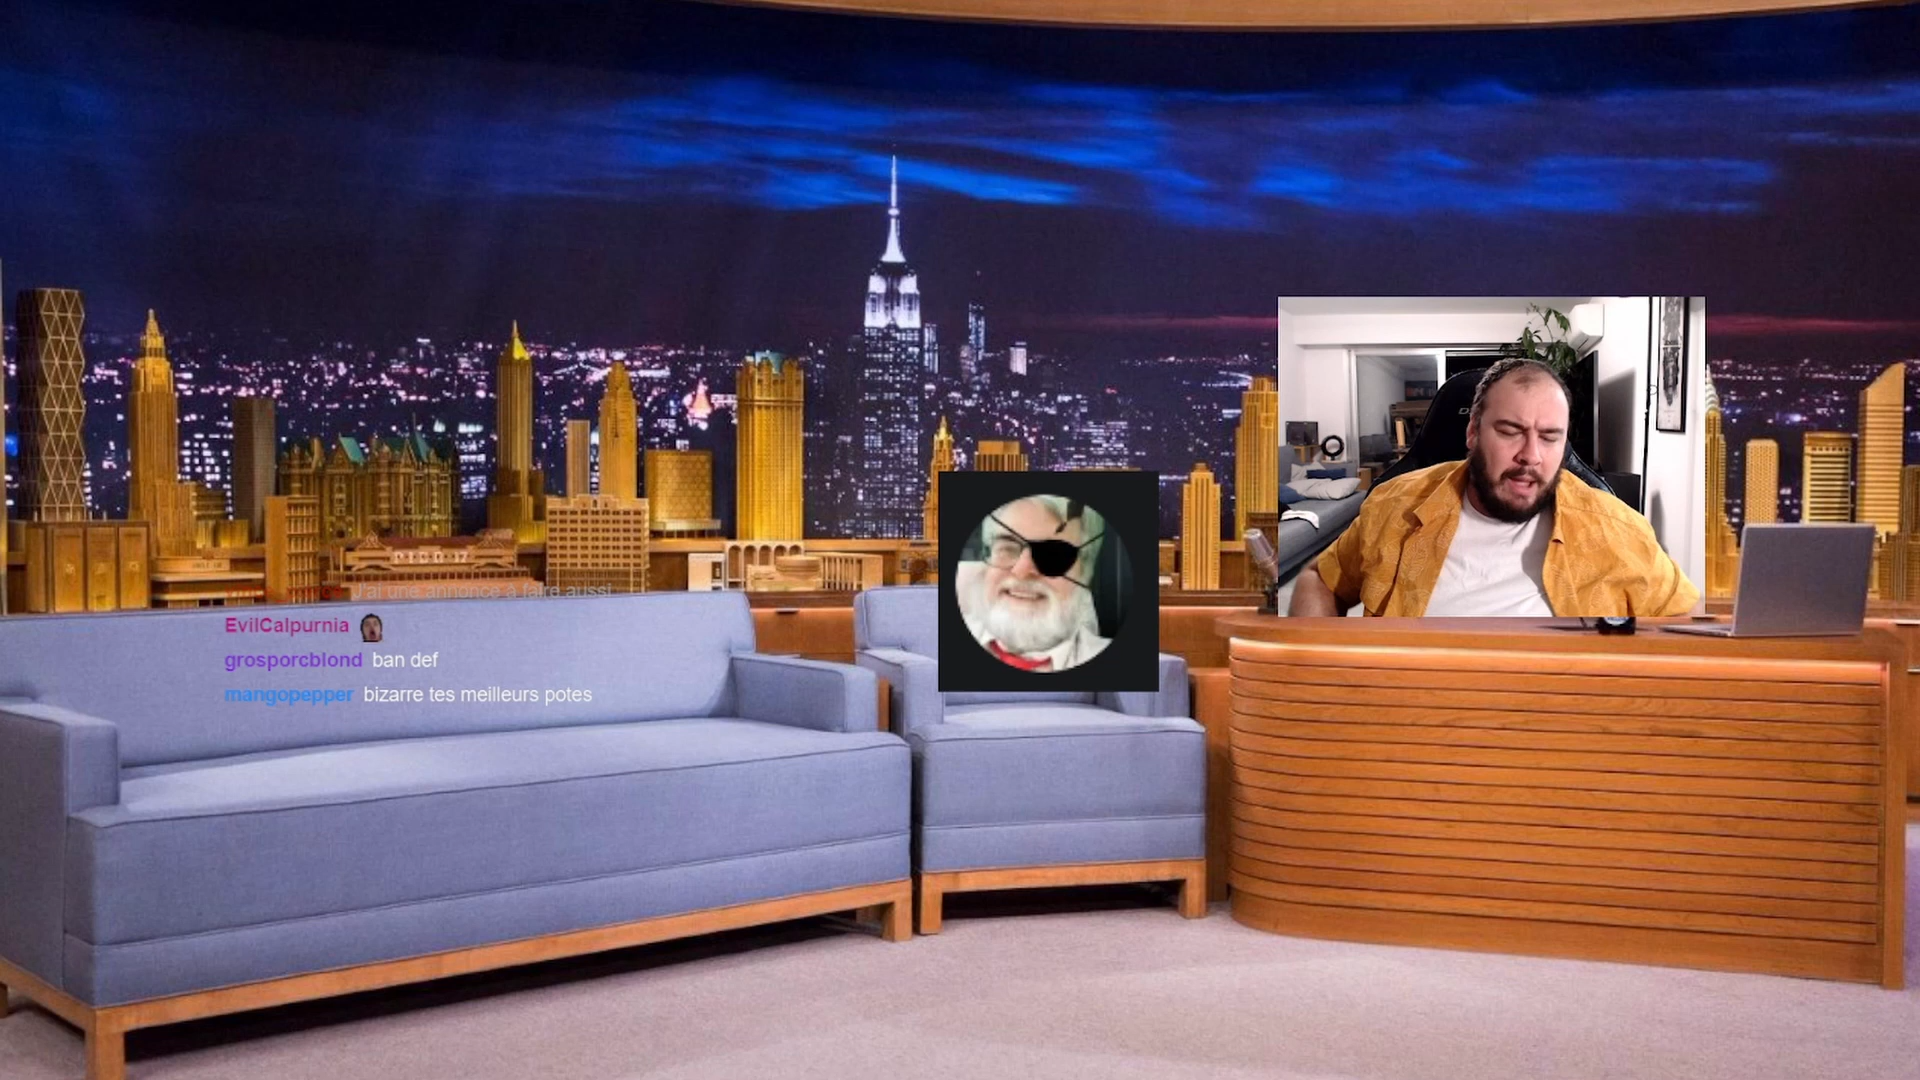 J'ai une annonce à faire aussi
EvilCalpurnia
grosporcblond ban def
mangopepper bizarre tes meilleurs potes